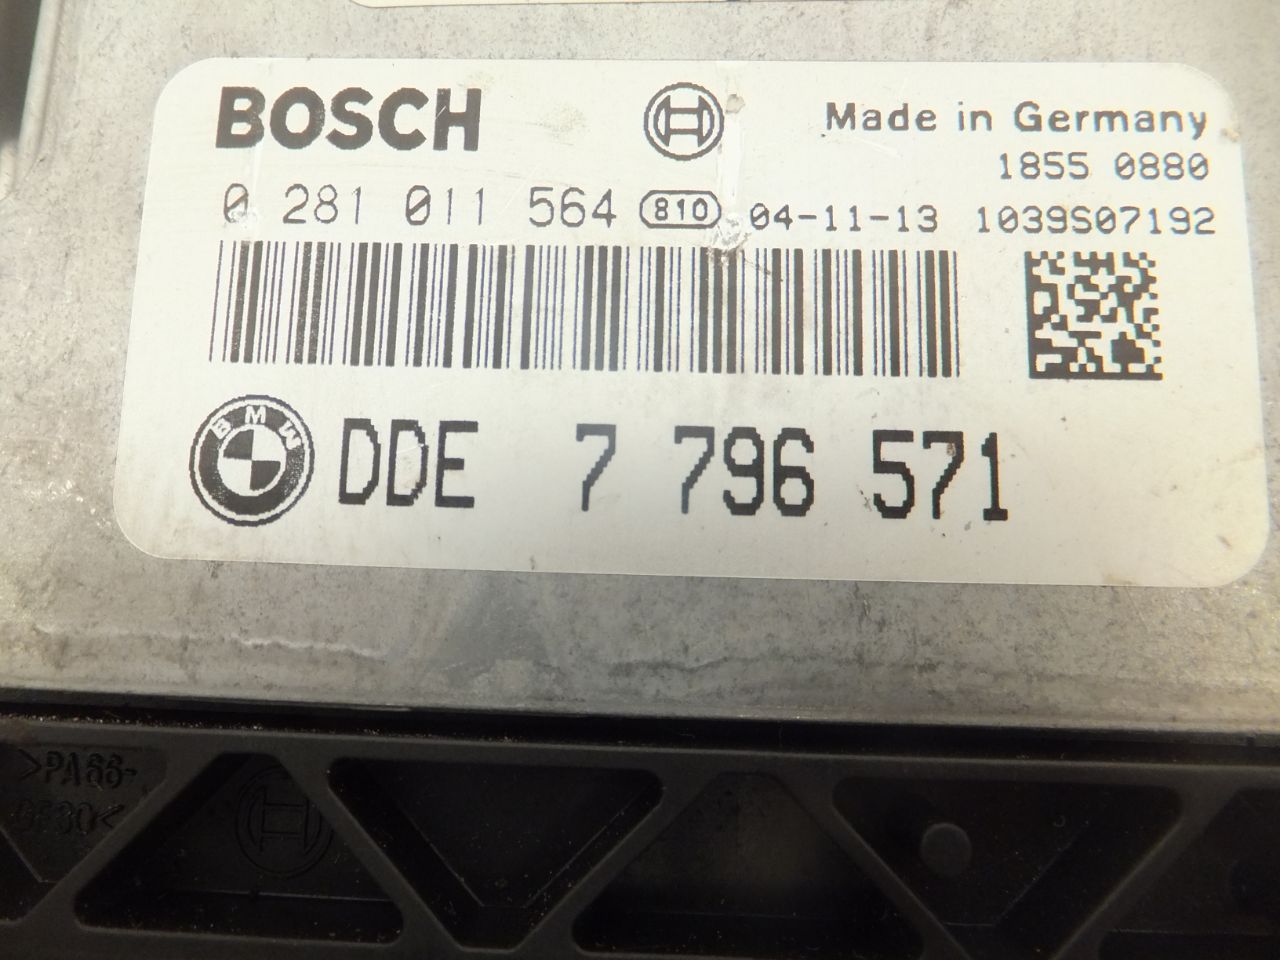 BOSCH
Made in Germany
1855 0880
0 281 011 564 810 04-11-13 1039S07192
BMW
DDE 7 796 571
>PA66-